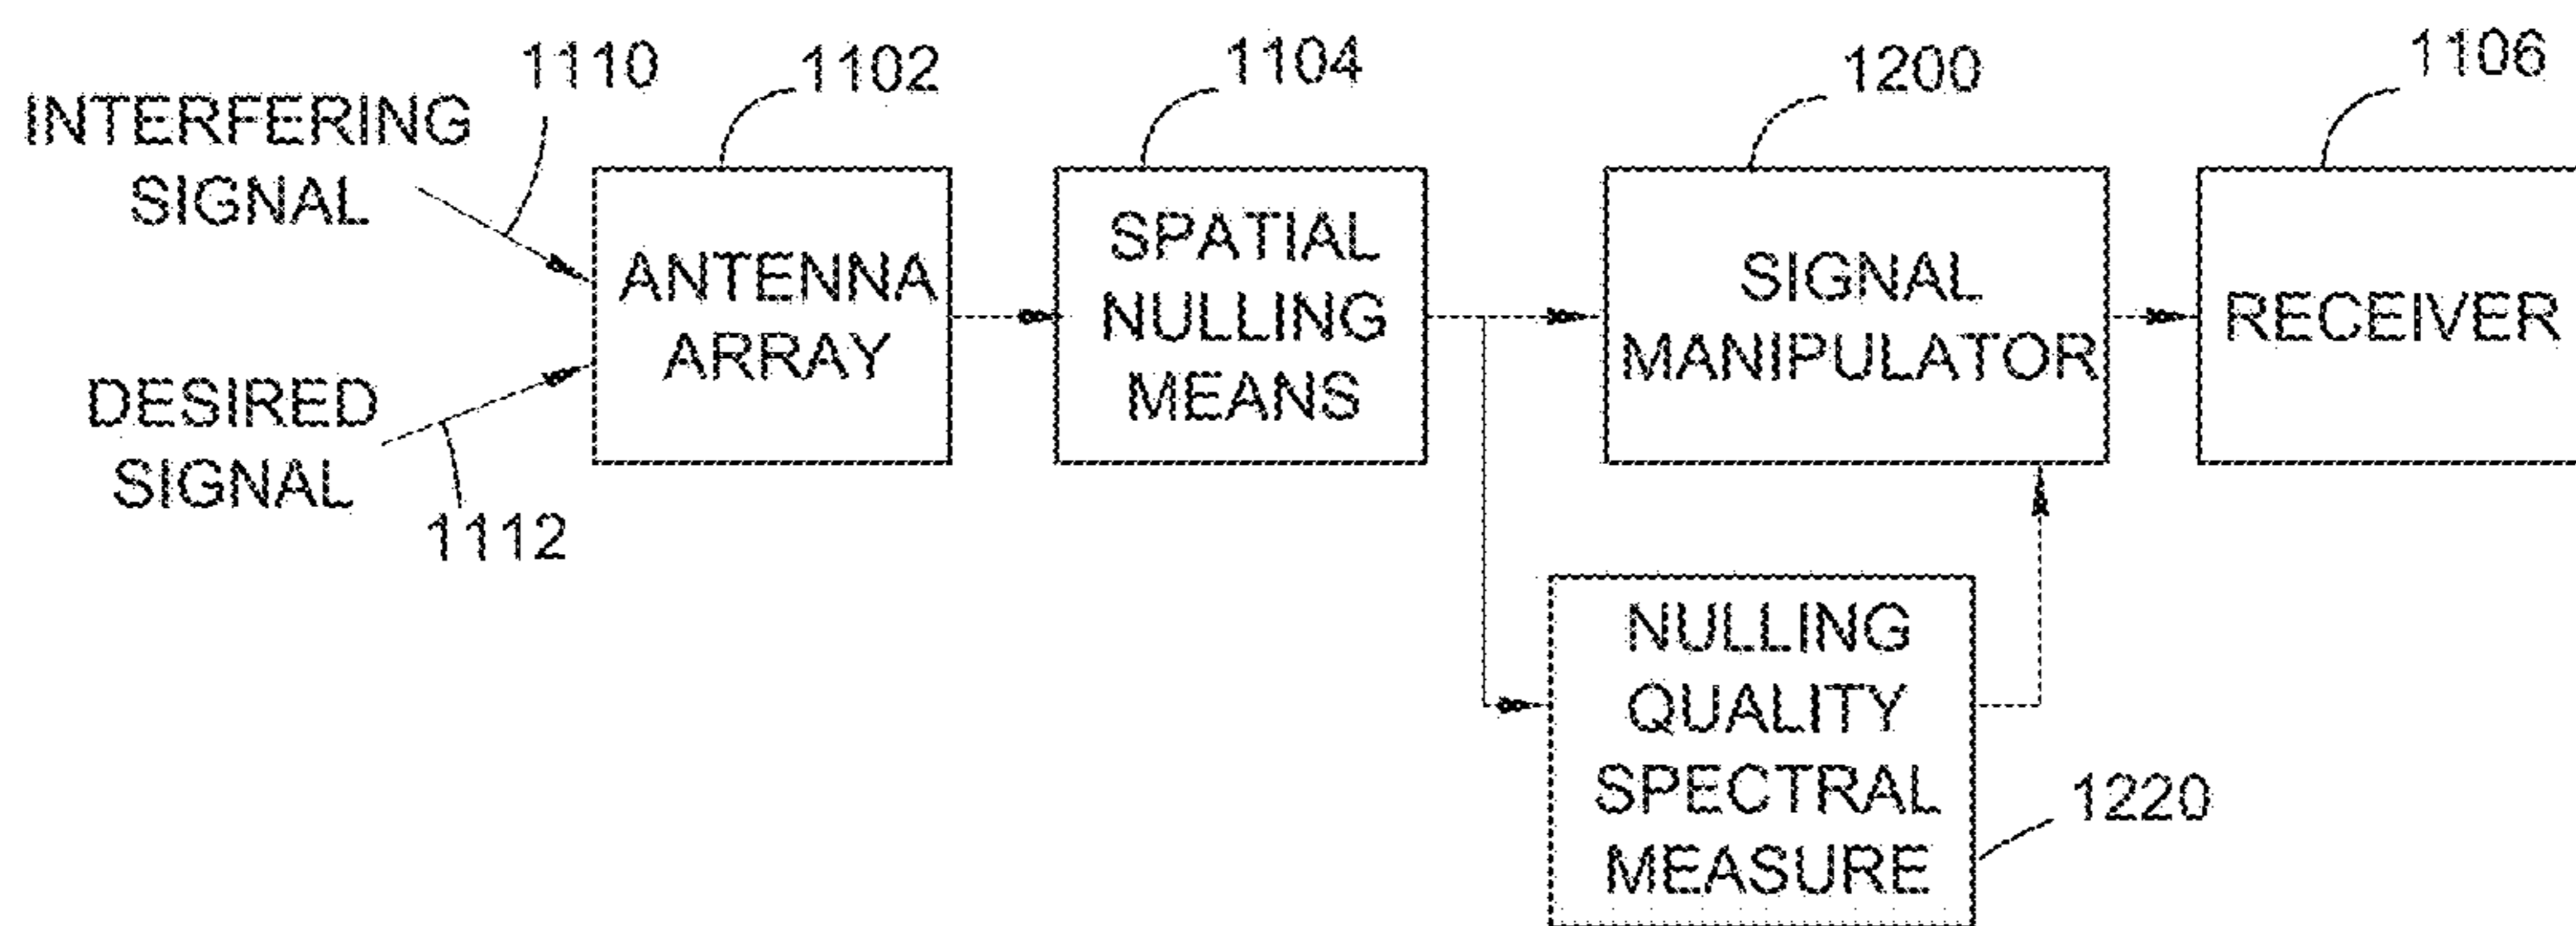 1110
1102
1104
1200
1106
INTERFERING
SIGNAL
DESIRED
SIGNAL
1112
ANTENNA
ARRAY
SPATIAL
NULLING
MEANS
SIGNAL
MANIPULATOR
RECEIVER
NULLING
QUALITY
SPECTRAL
MEASURE
1220